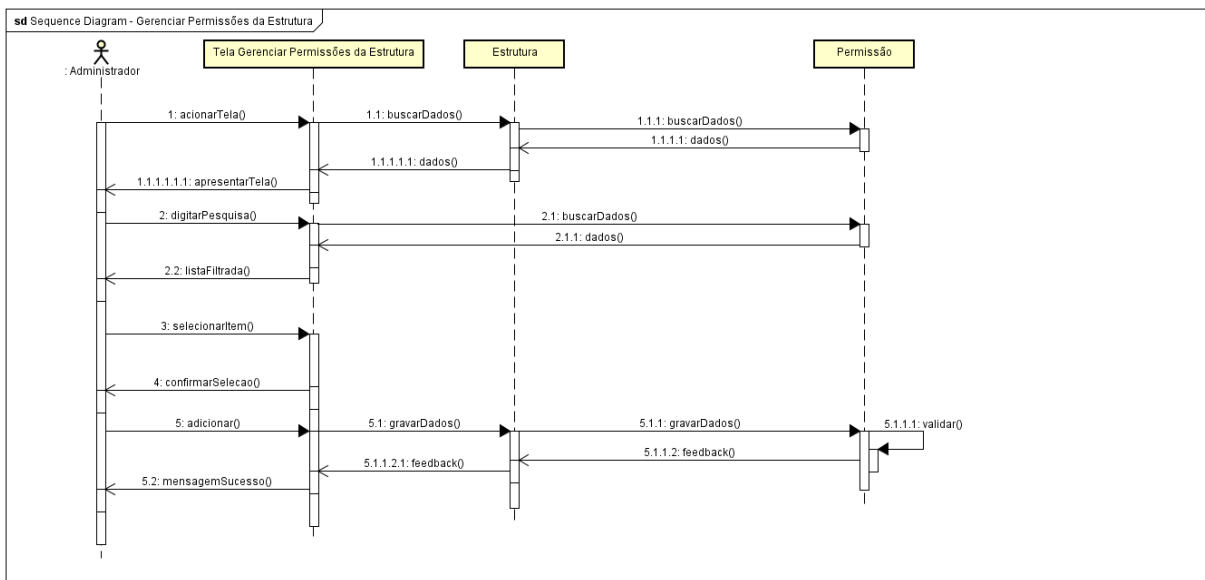 sd Sequence Diagram - Gerenciar Permissões da Estrutura
: Administrador
Tela Gerenciar Permissões da Estrutura
Estrutura
Permissão
1: acionarTela()
1.1: buscarDados()
1.1.1: buscarDados()
1.1.1.1: dados()
1.1.1.1.1: dados()
1.1.1.1.1.1: apresentarTela()
2: digitarPesquisa()
2.1: buscarDados()
2.1.1: dados()
2.2: listaFiltrada()
3: selecionarItem()
4: confirmarSelecao()
5: adicionar()
5.1: gravarDados()
5.1.1: gravarDados()
5.1.1.1: validar()
5.1.1.2: feedback()
5.1.1.2.1: feedback()
5.2: mensagemSucesso()